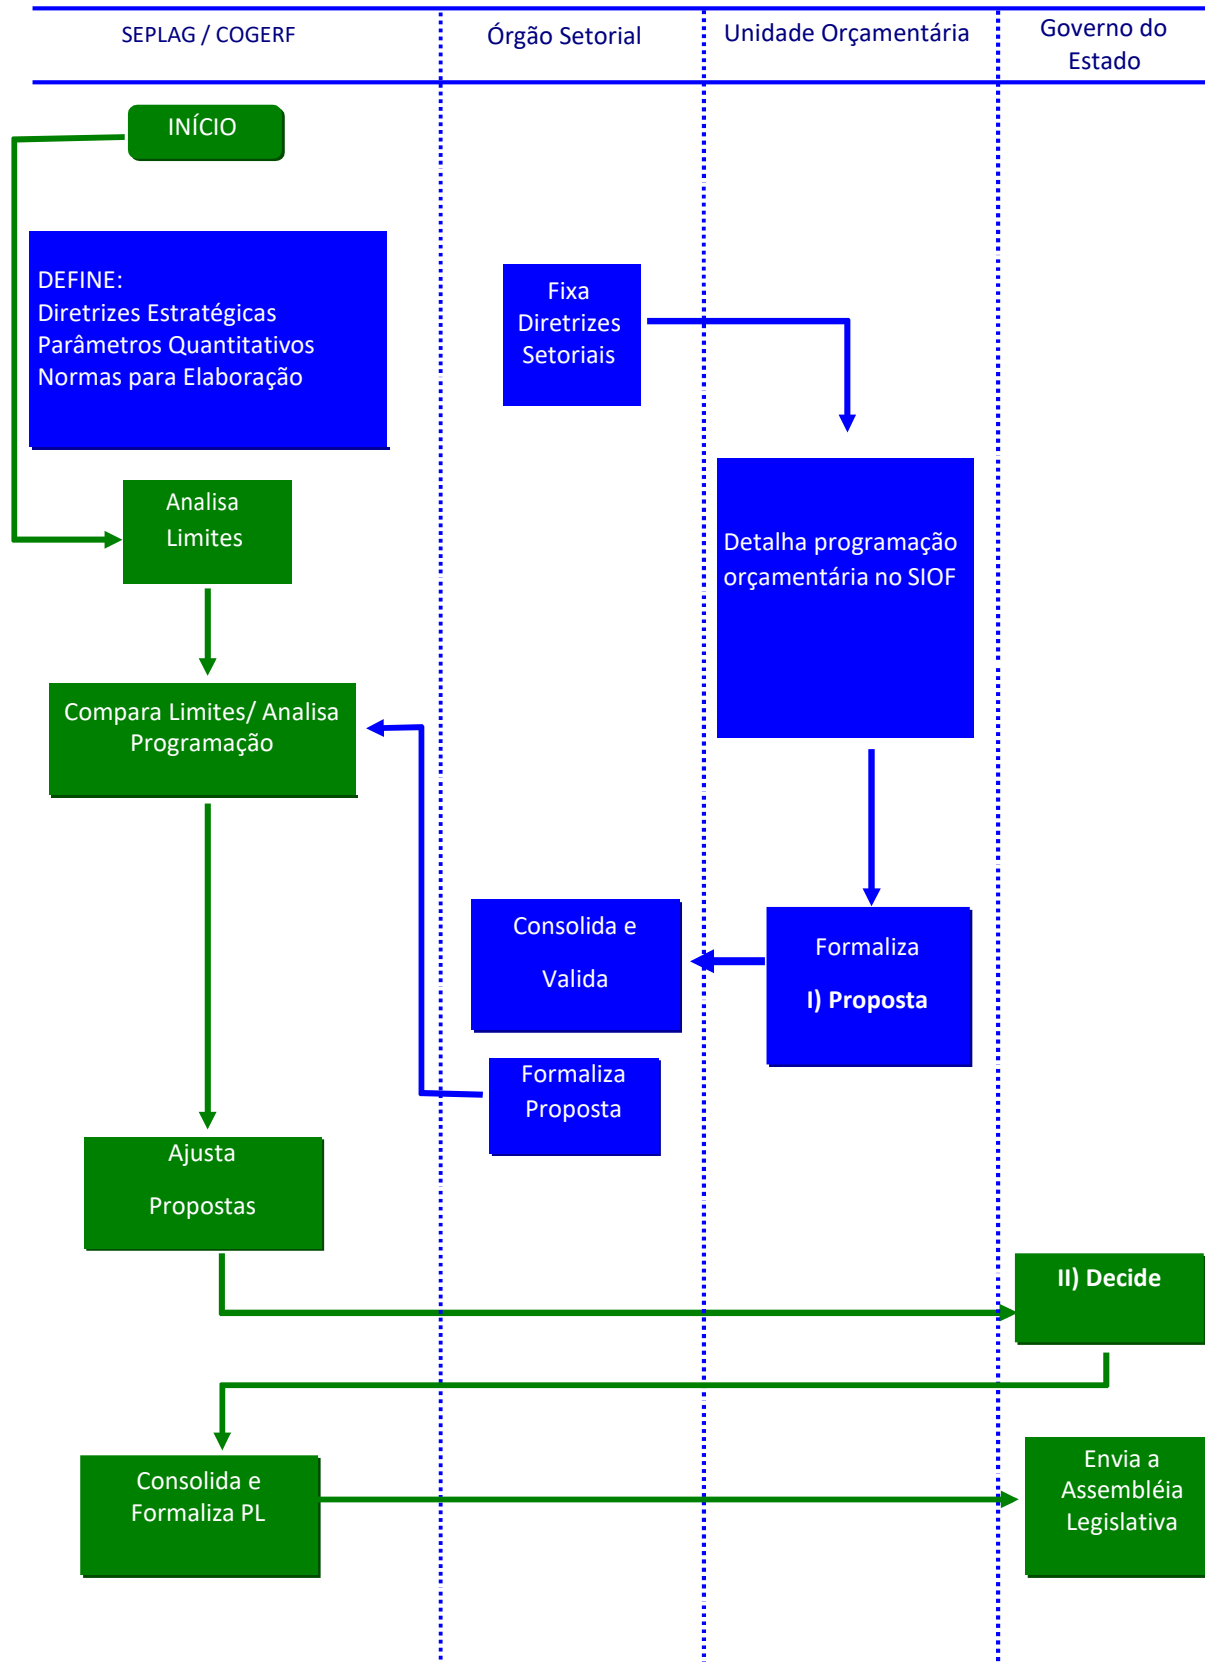 SEPLAG / COGERF
Órgão Setorial
Unidade Orçamentária
Governo do
Estado
INÍCIO
DEFINE:
Diretrizes Estratégicas
Parâmetros Quantitativos
Normas para Elaboração
Fixa
Diretrizes
Setoriais
Analisa
Limites
Detalha programação
orçamentária no SIOF
Compara Limites/ Analisa
Programação
Consolida e
Valida
Formaliza
I) Proposta
Formaliza
Proposta
Ajusta
Propostas
II) Decide
Consolida e
Formaliza PL
Envia a
Assembléia
Legislativa